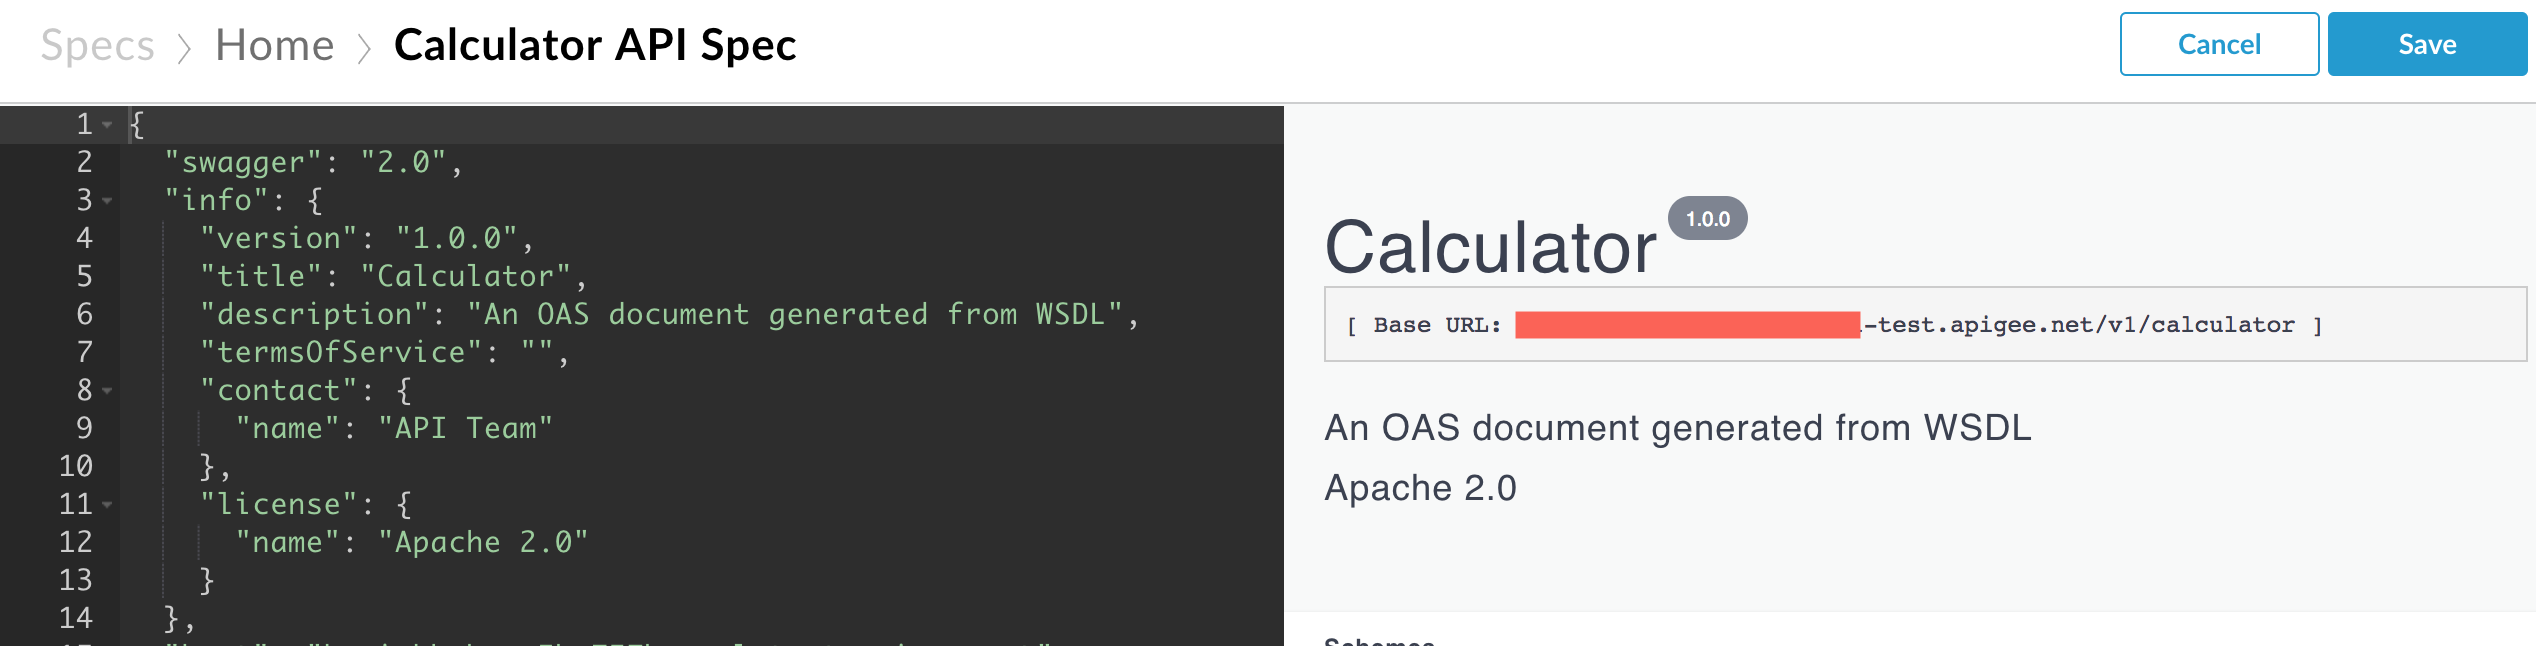 Specs > Home > Calculator API Spec
Cancel
Save
1 {
2 "swagger": "2.0",
3 "info": {
4 "version": "1.0.0",
5 "title": "Calculator",
6 "description": "An OAS document generated from WSDL",
7 "termsOfService": "",
8 "contact": {
9 "name": "API Team"
10 },
11 "license": {
12 "name": "Apache 2.0"
13 }
14 },
Calculator 1.0.0
[ Base URL: -test.apigee.net/v1/calculator ]
An OAS document generated from WSDL
Apache 2.0
Schemes